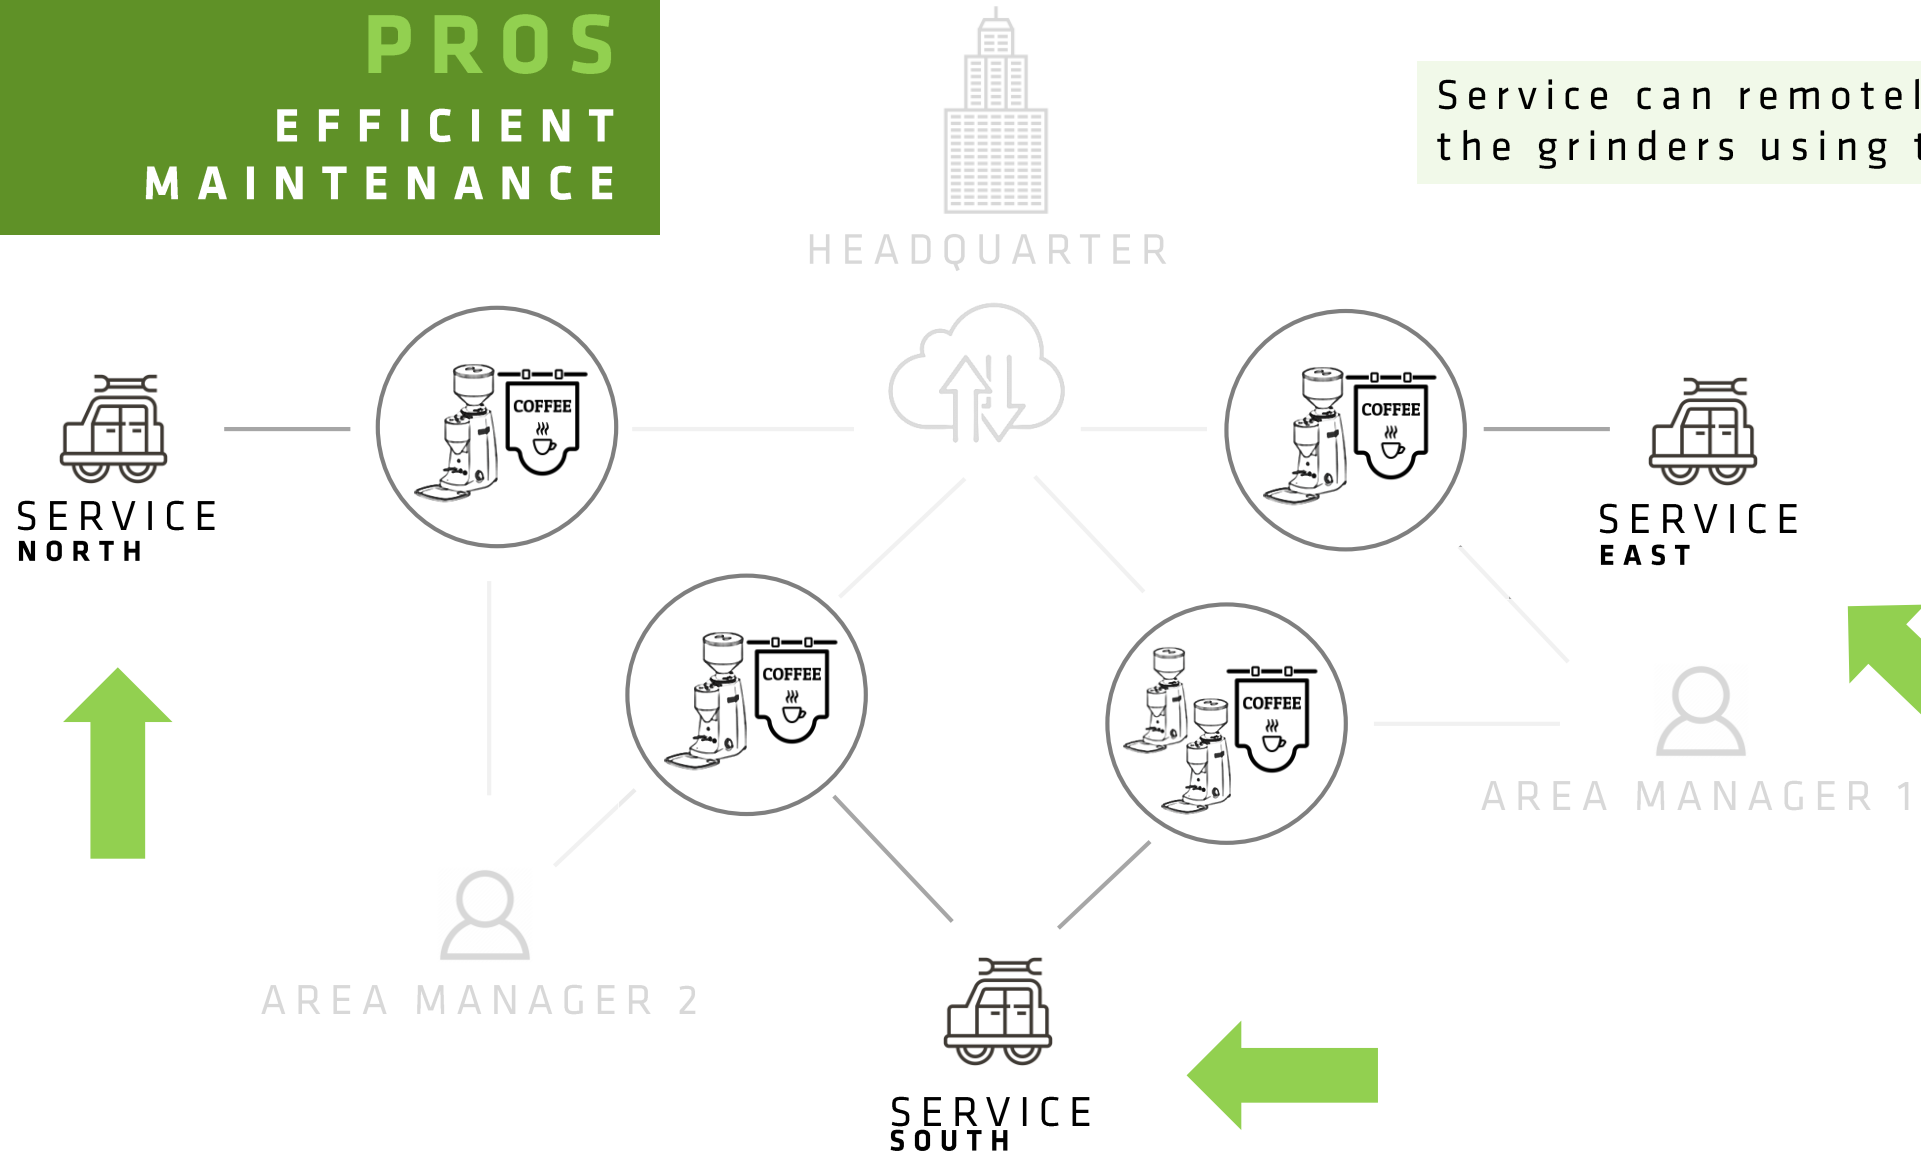 PROS
EFFICIENT
MAINTENANCE
Service can remotel
the grinders using t
HEADQUARTER
COFFEE
COFFEE
SERVICE
NORTH
SERVICE
EAST
COFFEE
COFFEE
AREA MANAGER 1
AREA MANAGER 2
SERVICE
SOUTH